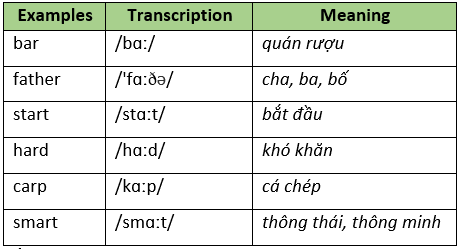 Examples Transcription Meaning
bar /bɑː/ quán rượu
father /ˈfɑːðə/ cha, ba, bố
start /stɑːt/ bắt đầu
hard /hɑːd/ khó khăn
carp /kɑːp/ cá chép
smart /smɑːt/ thông thái, thông minh